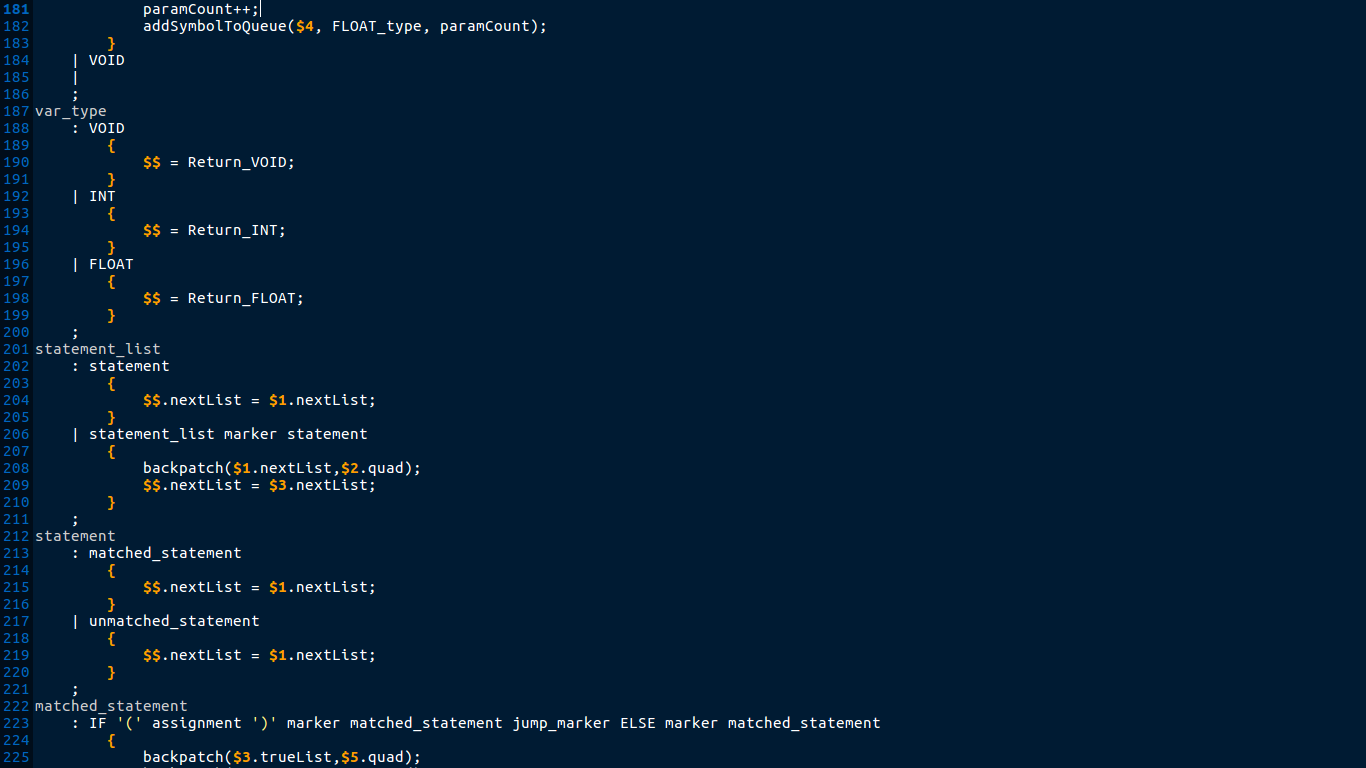 181             paramCount++;
182             addSymbolToQueue($4, FLOAT_type, paramCount);
183         }
184     | VOID
185     |
186     ;
187 var_type
188     : VOID
189         {
190             $$ = Return_VOID;
191         }
192     | INT
193         {
194             $$ = Return_INT;
195         }
196     | FLOAT
197         {
198             $$ = Return_FLOAT;
199         }
200     ;
201 statement_list
202     : statement
203         {
204             $$.nextList = $1.nextList;
205         }
206     | statement_list marker statement
207         {
208             backpatch($1.nextList,$2.quad);
209             $$.nextList = $3.nextList;
210         }
211     ;
212 statement
213     : matched_statement
214         {
215             $$.nextList = $1.nextList;
216         }
217     | unmatched_statement
218         {
219             $$.nextList = $1.nextList;
220         }
221     ;
222 matched_statement
223     : IF '(' assignment ')' marker matched_statement jump_marker ELSE marker matched_statement
224         {
225             backpatch($3.trueList,$5.quad);